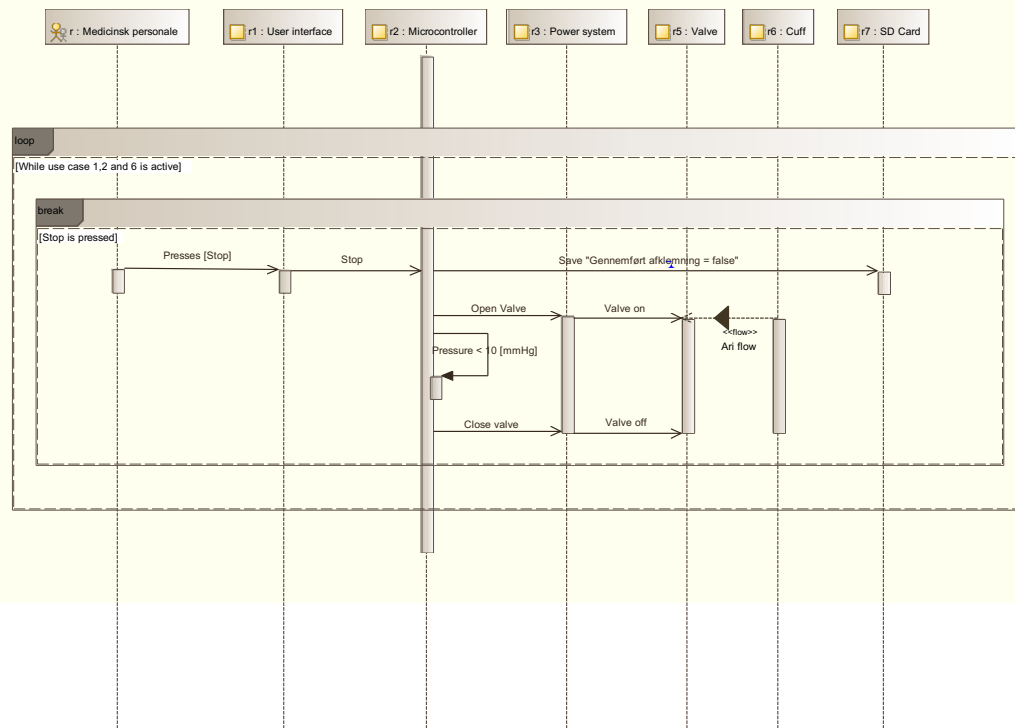 r : Medicinsk personale
r1 : User interface
r2 : Microcontroller
r3 : Power system
r5 : Valve
r6 : Cuff
r7 : SD Card
loop
[While use case 1,2 and 6 is active]
break
[Stop is pressed]
Presses [Stop]
Stop
Save "Gennemført afklemning = false"
Open Valve
Valve on
<<flow>>
Ari flow
Pressure < 10 [mmHg]
Close valve
Valve off